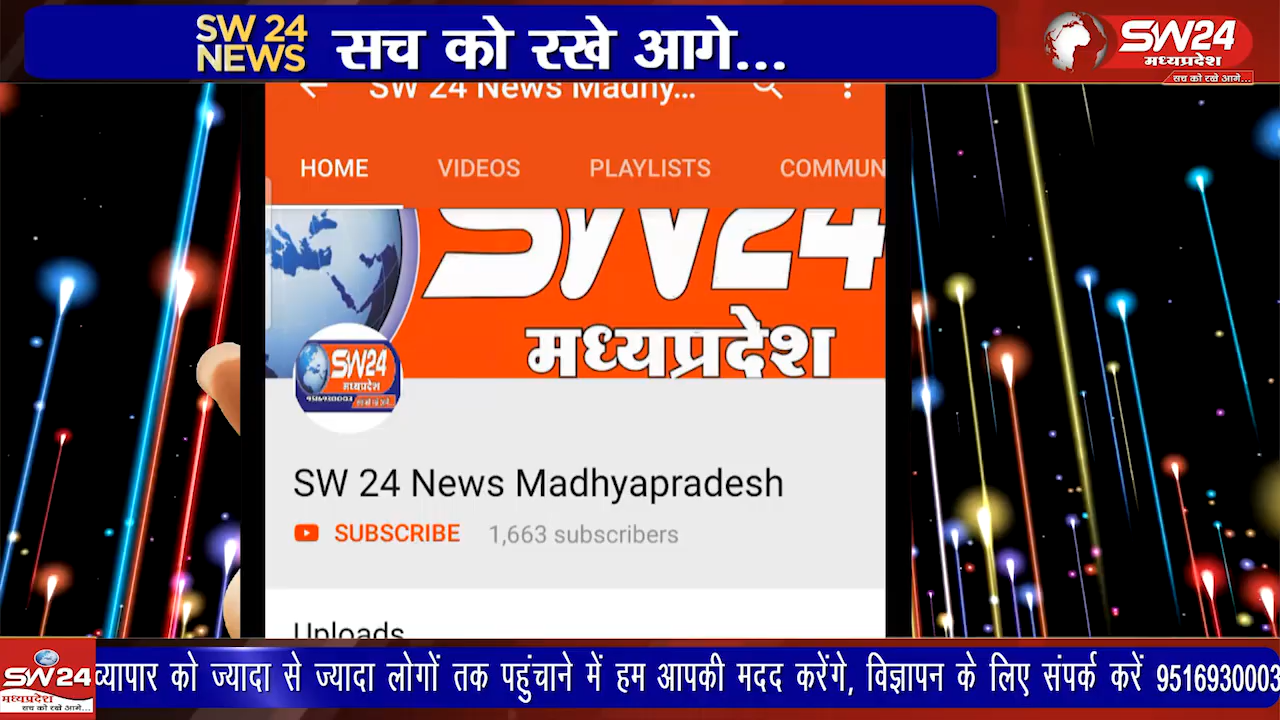 SW 24
NEWS
सच को रखे आगे...
SW24
मध्यप्रदेश
सच को रखे आगे...
SW 24 News Madhy...
HOME VIDEOS PLAYLISTS COMMUN
SW24
मध्यप्रदेश
SW24
मध्यप्रदेश
9516930003
SW 24 News Madhyapradesh
SUBSCRIBE 1,663 subscribers
Uploads
SW24
मध्यप्रदेश
सच को रखे आगे...
व्यापार को ज्यादा से ज्यादा लोगों तक पहुंचाने में हम आपकी मदद करेंगे, विज्ञापन के लिए संपर्क करें 9516930003